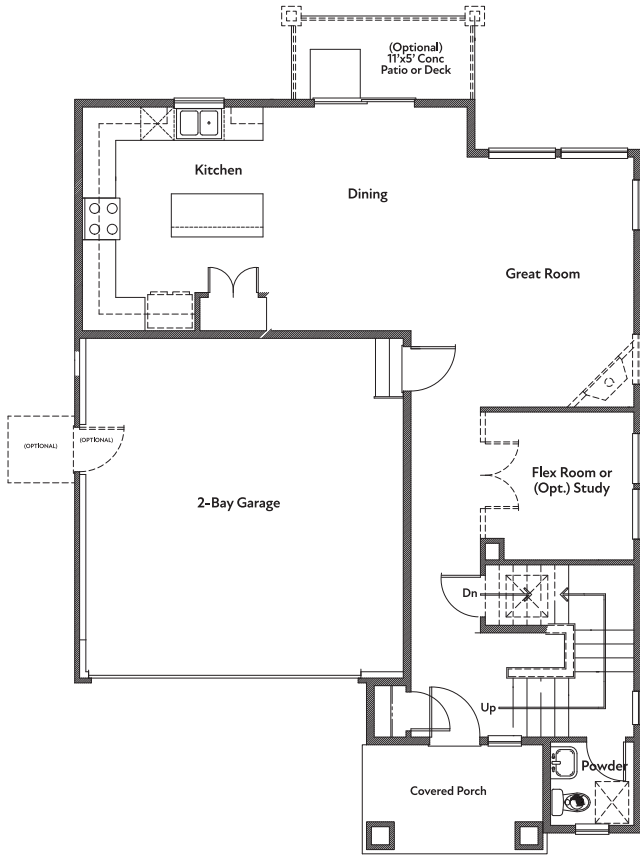 (Optional)
11'x5' Conc
Patio or Deck
Kitchen
Dining
Great Room
(OPTIONAL)
(OPTIONAL)
Flex Room or
(Opt.) Study
2-Bay Garage
Dn
Up
Powder
Covered Porch